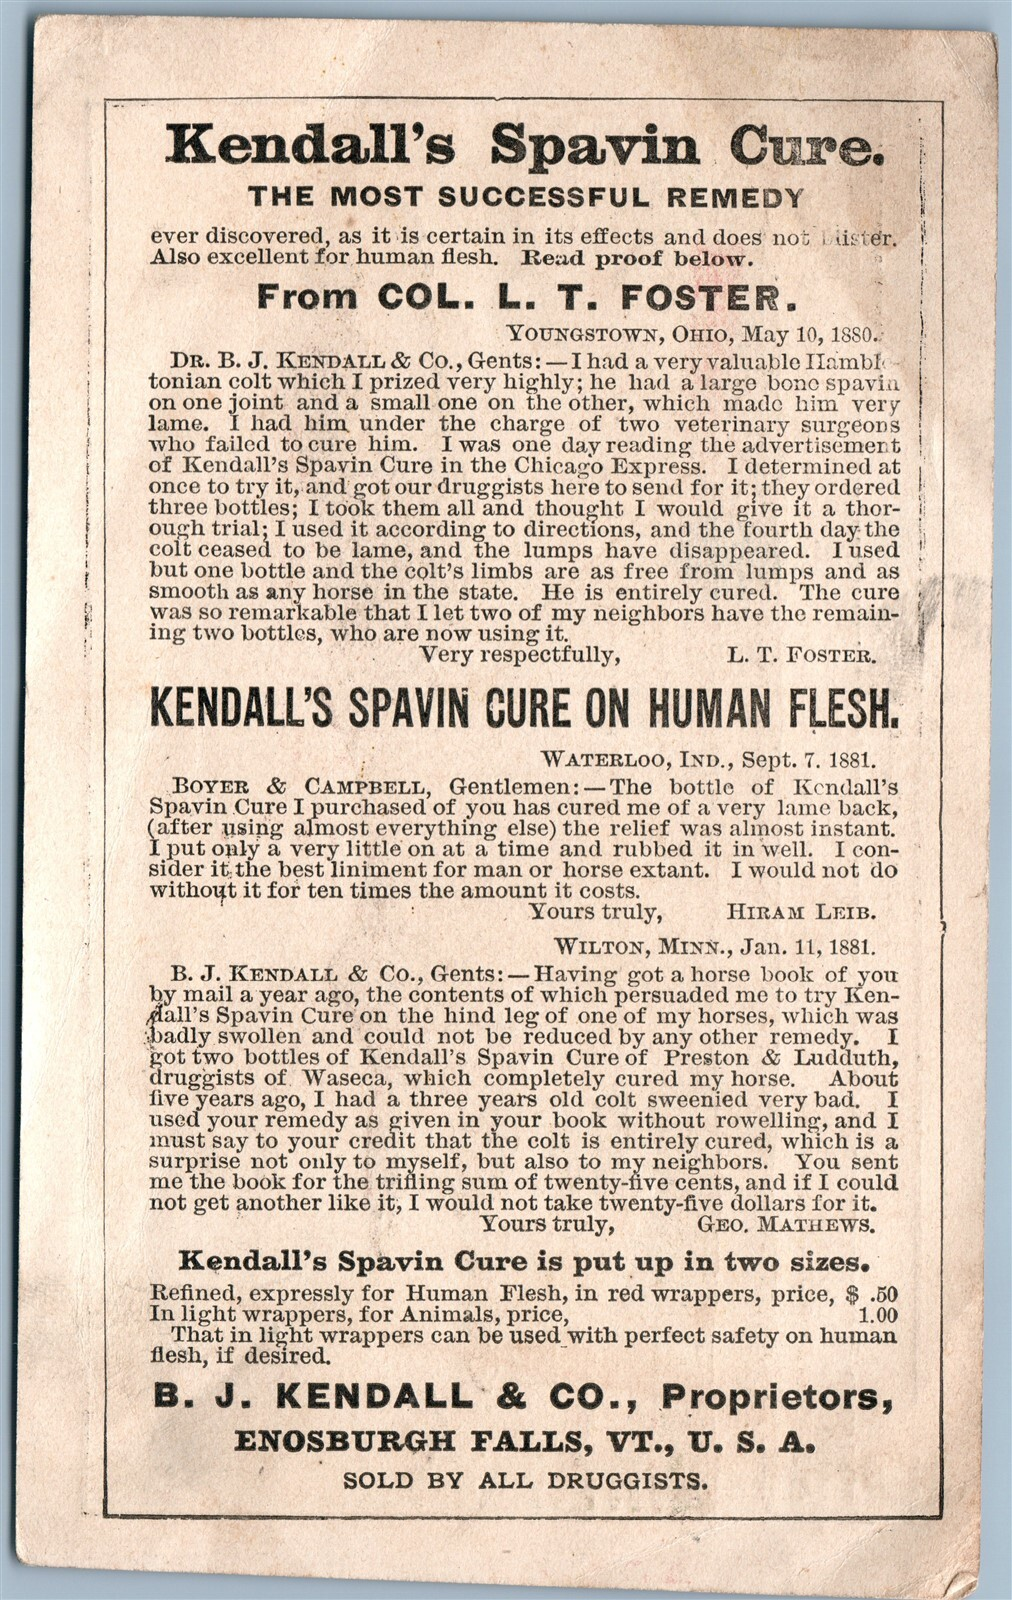 Kendall's Spavin Cure.
THE MOST SUCCESSFUL REMEDY
ever discovered, as it is certain in its effects and does not blister.
Also excellent for human flesh. Read proof below.
From COL. L. T. FOSTER.
YOUNGSTOWN, OHIO, May 10, 1880.
DR. B. J. KENDALL & CO., Gents:—I had a very valuable Hamble-
tonian colt which I prized very highly; he had a large bone spavin
on one joint and a small one on the other, which made him very
lame. I had him under the charge of two veterinary surgeons
who failed to cure him. I was one day reading the advertisement
of Kendall's Spavin Cure in the Chicago Express. I determined at
once to try it, and got our druggists here to send for it; they ordered
three bottles; I took them all and thought I would give it a thor-
ough trial; I used it according to directions, and the fourth day the
colt ceased to be lame, and the lumps have disappeared. I used
but one bottle and the colt's limbs are as free from lumps and as
smooth as any horse in the state. He is entirely cured. The cure
was so remarkable that I let two of my neighbors have the remain-
ing two bottles, who are now using it.
Very respectfully, L. T. FOSTER.
KENDALL'S SPAVIN CURE ON HUMAN FLESH.
WATERLOO, IND., Sept. 7. 1881.
BOYER & CAMPBELL, Gentlemen:—The bottle of Kendall's
Spavin Cure I purchased of you has cured me of a very lame back,
(after using almost everything else) the relief was almost instant.
I put only a very little on at a time and rubbed it in well. I con-
sider it the best liniment for man or horse extant. I would not do
without it for ten times the amount it costs.
Yours truly, HIRAM LEIB.
WILTON, MINN., Jan. 11, 1881.
B. J. KENDALL & CO., Gents:—Having got a horse book of you
by mail a year ago, the contents of which persuaded me to try Ken-
dall's Spavin Cure on the hind leg of one of my horses, which was
badly swollen and could not be reduced by any other remedy. I
got two bottles of Kendall's Spavin Cure of Preston & Ludduth,
druggists of Waseca, which completely cured my horse. About
five years ago, I had a three years old colt sweenied very bad. I
used your remedy as given in your book without rowelling, and I
must say to your credit that the colt is entirely cured, which is a
surprise not only to myself, but also to my neighbors. You sent
me the book for the trifling sum of twenty-five cents, and if I could
not get another like it, I would not take twenty-five dollars for it.
Yours truly, GEO. MATHEWS.
Kendall's Spavin Cure is put up in two sizes.
Refined, expressly for Human Flesh, in red wrappers, price, $ .50
In light wrappers, for Animals, price, 1.00
That in light wrappers can be used with perfect safety on human
flesh, if desired.
B. J. KENDALL & CO., Proprietors,
ENOSBURGH FALLS, VT., U. S. A.
SOLD BY ALL DRUGGISTS.